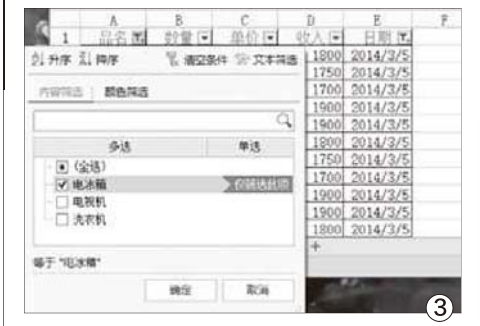 A B C D E F
1 品名 数量 单价 收入 日期
升序 降序 清空条件 文本筛选 1800 2014/3/5
1750 2014/3/5
内容筛选 颜色筛选 1700 2014/3/5
1900 2014/3/5
1900 2014/3/5
多选 单选 1800 2014/3/5
(全选) 1750 2014/3/5
电冰箱 仅筛选此项 1700 2014/3/5
电视机 1900 2014/3/5
洗衣机 1900 2014/3/5
1800 2014/3/5
+
等于 "电冰箱"
确定 取消
③